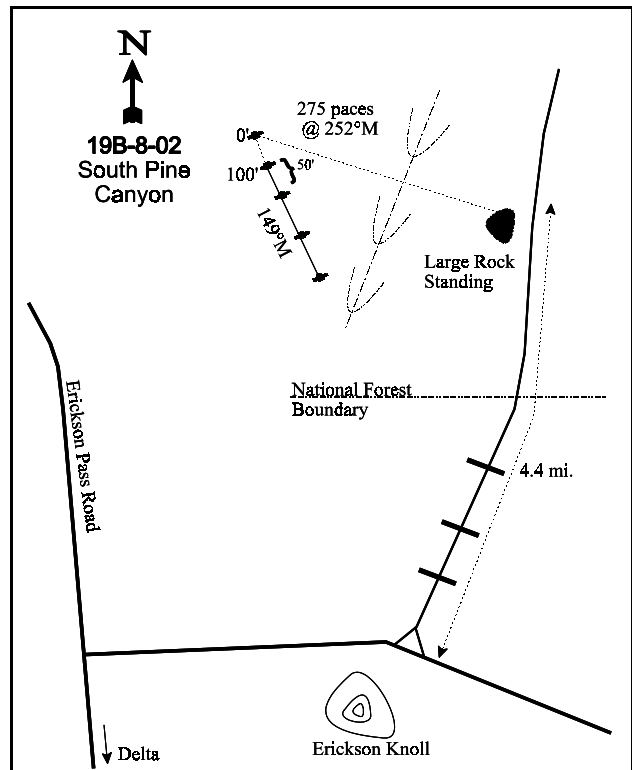 N
19B-8-02
South Pine
Canyon
275 paces
@ 252°M
0'
100'
50'
149°M
Large Rock
Standing
National Forest
Boundary
Erickson Pass Road
4.4 mi.
Erickson Knoll
Delta